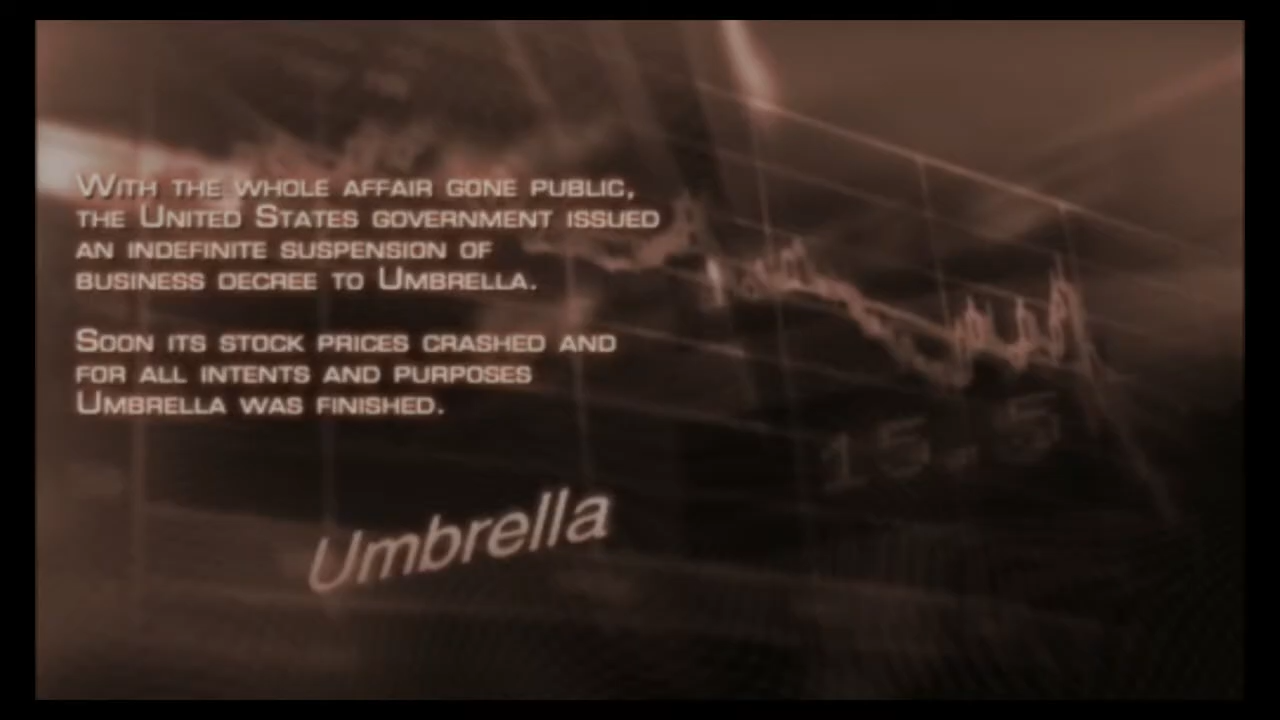 With the whole affair gone public,
the United States government issued
an indefinite suspension of
business decree to Umbrella.
Soon its stock prices crashed and
for all intents and purposes
Umbrella was finished.
15.5
Umbrella